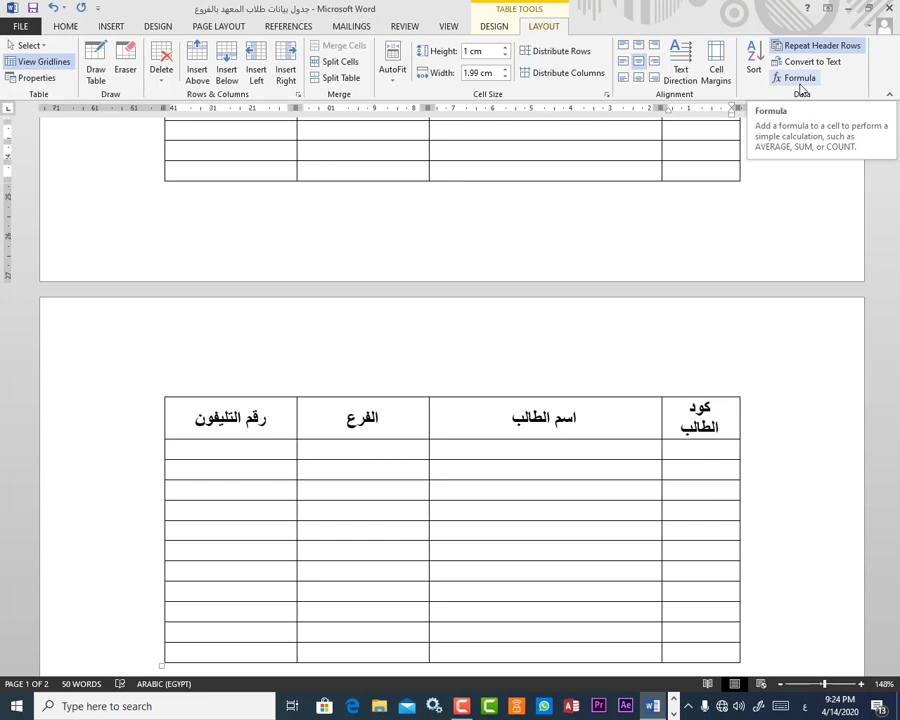 جدول بيانات طلاب المعهد بالفروع - Microsoft Word
TABLE TOOLS
FILE HOME INSERT DESIGN PAGE LAYOUT REFERENCES MAILINGS REVIEW VIEW DESIGN LAYOUT
Select
View Gridlines
Properties
Table
Draw Table
Eraser
Draw
Delete
Insert Above
Insert Below
Insert Left
Insert Right
Rows & Columns
Merge Cells
Split Cells
Split Table
Merge
AutoFit
Height: 1 cm
Width: 1.99 cm
Distribute Rows
Distribute Columns
Cell Size
Text Direction
Cell Margins
Alignment
Sort
Repeat Header Rows
Convert to Text
Formula
Data
Formula
Add a formula to a cell to perform a
simple calculation, such as
AVERAGE, SUM, or COUNT.
كود الطالب اسم الطالب الفرع رقم التليفون
PAGE 1 OF 2 50 WORDS ARABIC (EGYPT) 148%
Type here to search
9:24 PM
4/14/2020